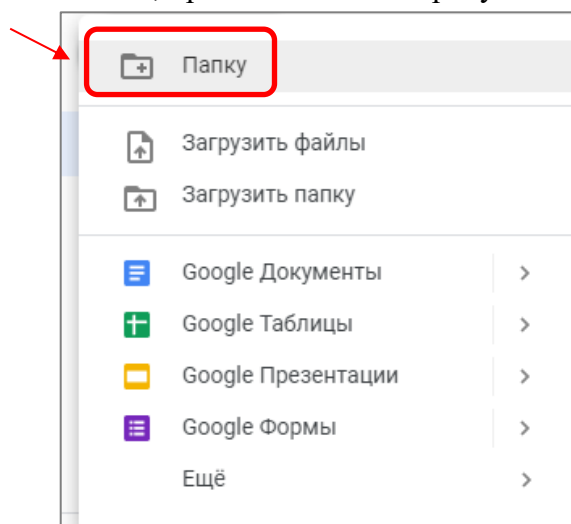 Папку
Загрузить файлы
Загрузить папку
Google Документы
Google Таблицы
Google Презентации
Google Формы
Ещё